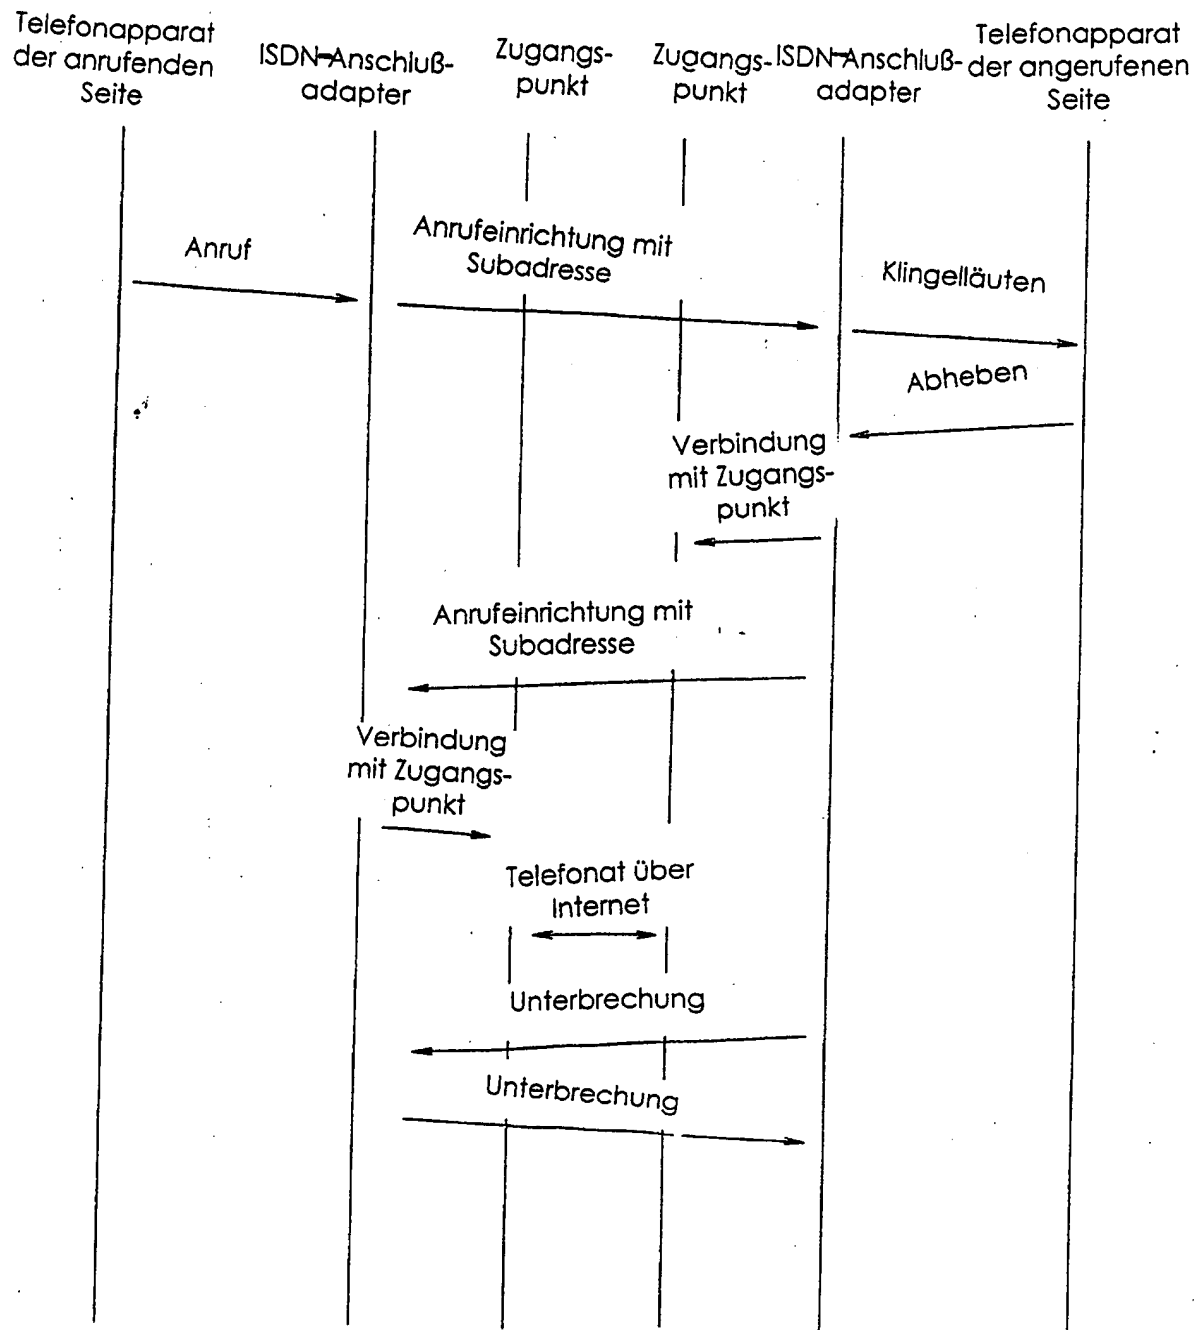 Telefonapparat
der anrufenden
Seite
ISDN-Anschluß-
adapter
Zugangs-
punkt
Zugangs-
punkt
ISDN-Anschluß-
adapter
Telefonapparat
der angerufenen
Seite
Anruf
Anrufeinrichtung mit
Subadresse
Klingelläuten
Abheben
Verbindung
mit Zugangs-
punkt
Anrufeinrichtung mit
Subadresse
Verbindung
mit Zugangs-
punkt
Telefonat über
Internet
Unterbrechung
Unterbrechung